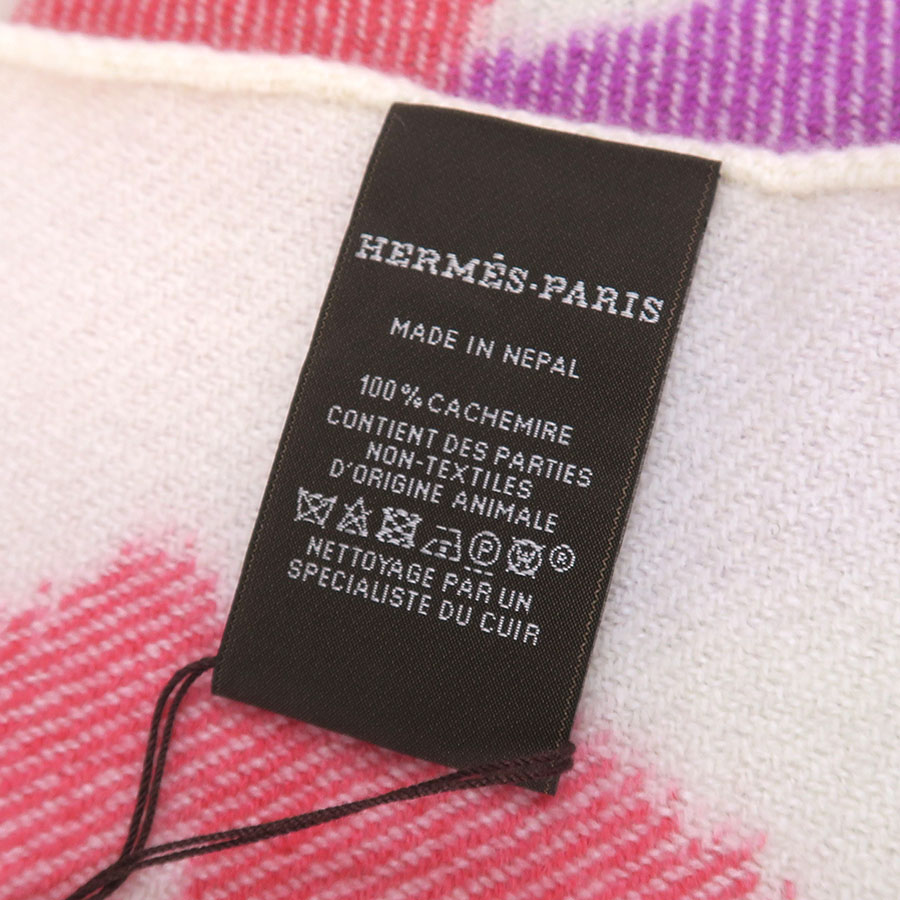 HERMÈS-PARIS
MADE IN NEPAL
100% CACHEMIRE
CONTIENT DES PARTIES
NON-TEXTILES
D'ORIGINE ANIMALE
P W ®
NETTOYAGE PAR UN
SPECIALISTE DU CUIR